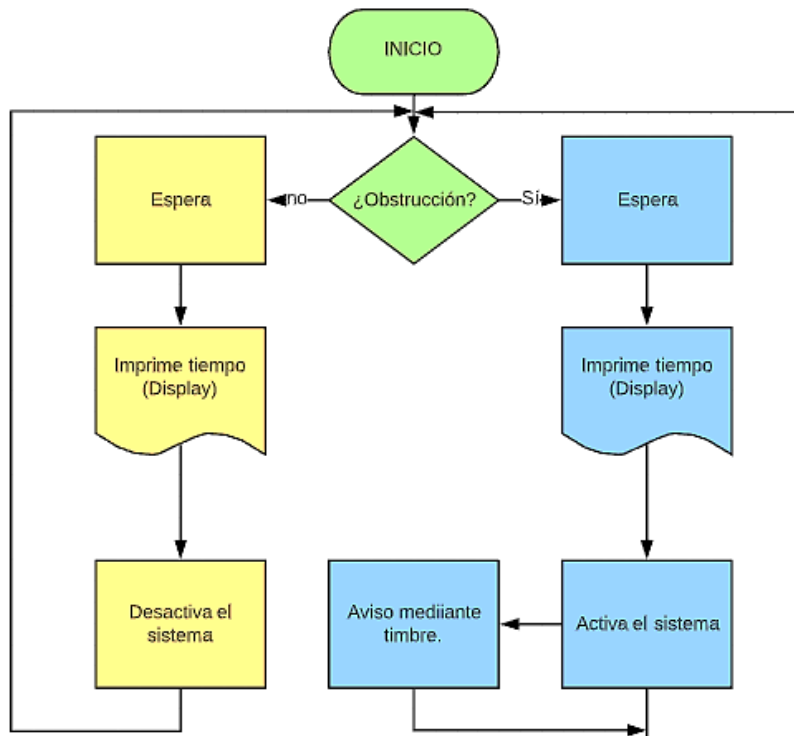 INICIO
¿Obstrucción?
no
Sí
Espera
Espera
Imprime tiempo
(Display)
Imprime tiempo
(Display)
Desactiva el
sistema
Aviso mediiante
timbre.
Activa el sistema